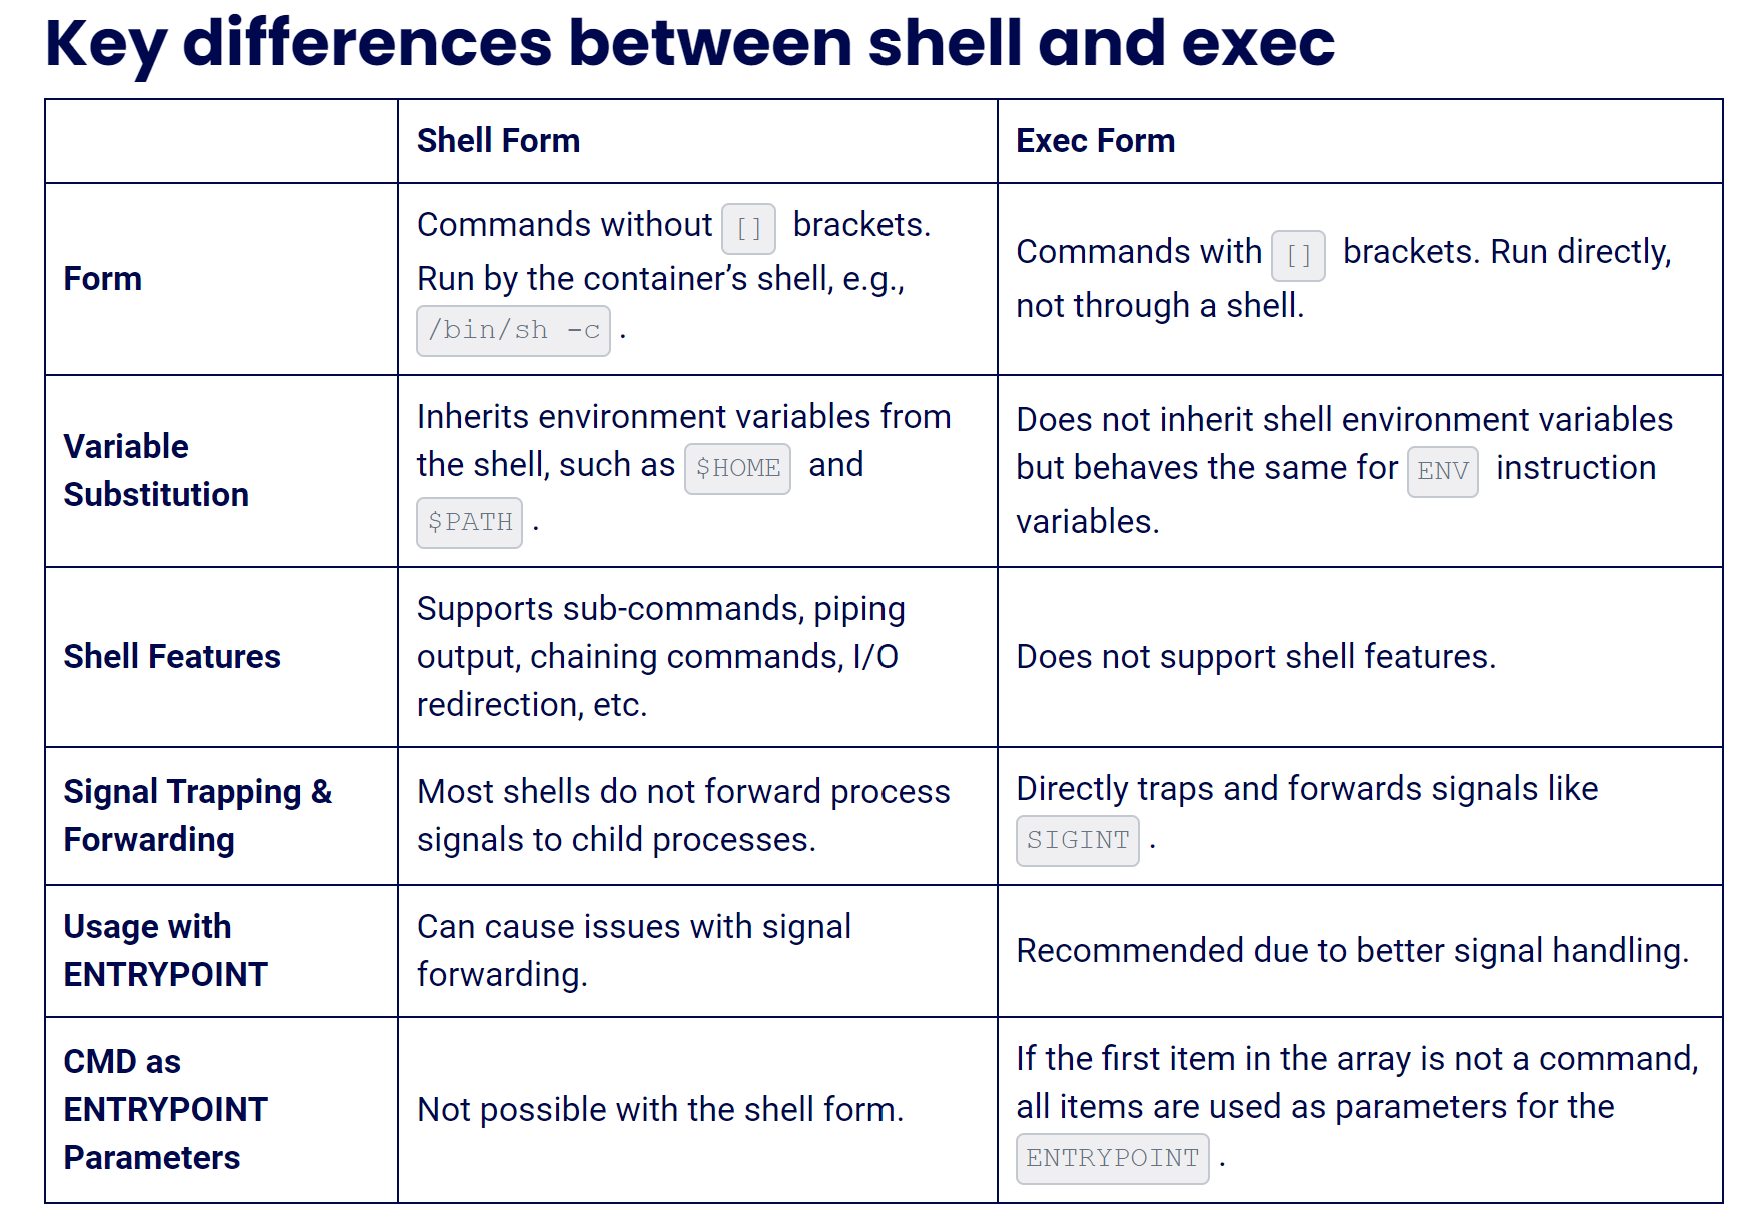 Key differences between shell and exec
Shell Form
Exec Form
Form
Commands without [] brackets.
Run by the container’s shell, e.g.,
/bin/sh -c .
Commands with [] brackets. Run directly,
not through a shell.
Variable
Substitution
Inherits environment variables from
the shell, such as $HOME and
$PATH .
Does not inherit shell environment variables
but behaves the same for ENV instruction
variables.
Shell Features
Supports sub-commands, piping
output, chaining commands, I/O
redirection, etc.
Does not support shell features.
Signal Trapping &
Forwarding
Most shells do not forward process
signals to child processes.
Directly traps and forwards signals like
SIGINT .
Usage with
ENTRYPOINT
Can cause issues with signal
forwarding.
Recommended due to better signal handling.
CMD as
ENTRYPOINT
Parameters
Not possible with the shell form.
If the first item in the array is not a command,
all items are used as parameters for the
ENTRYPOINT .